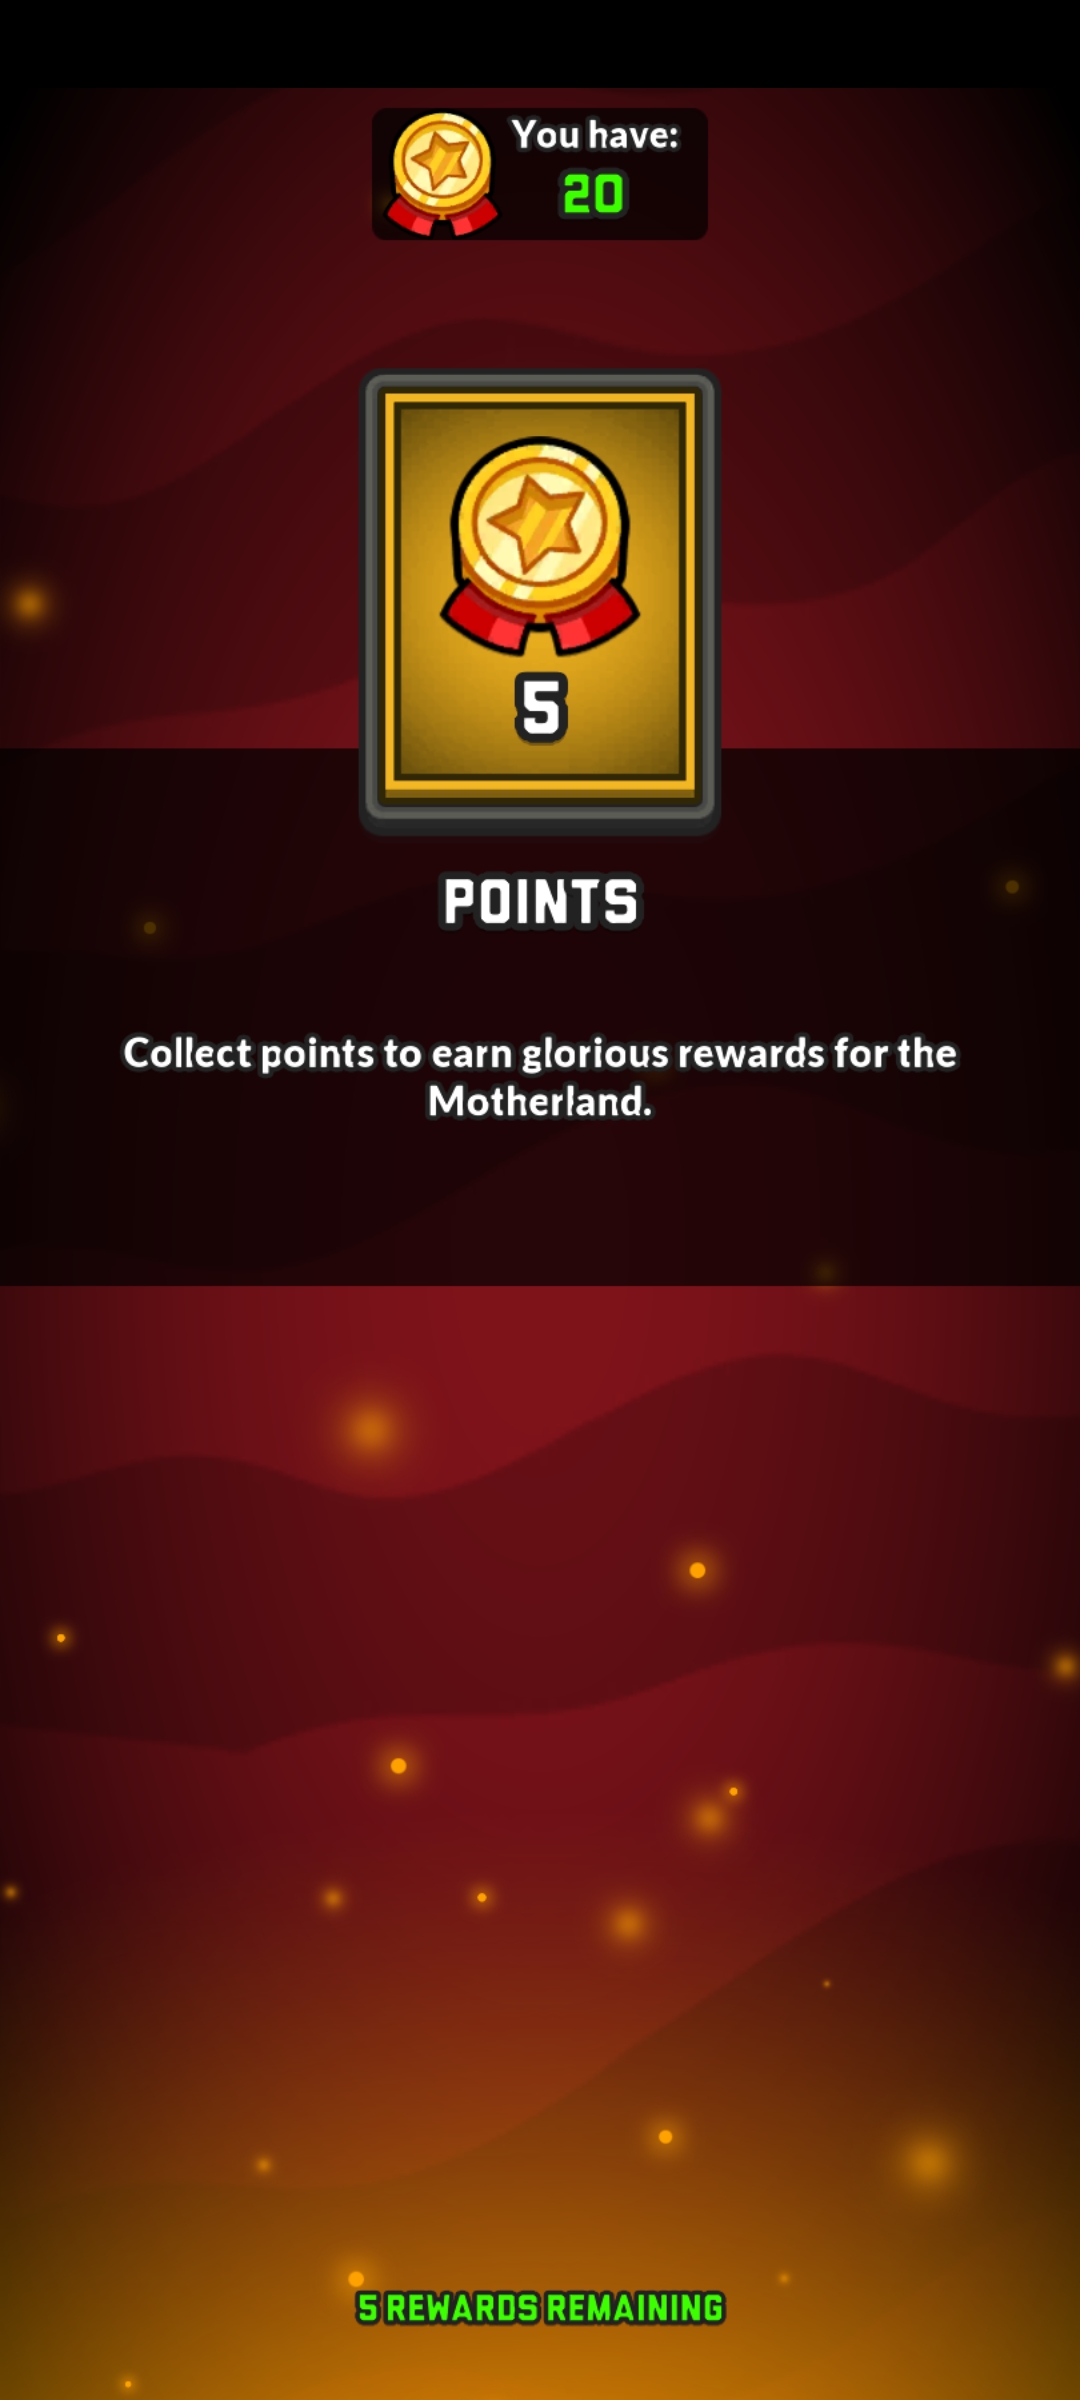 You have:
20
5
POINTS
Collect points to earn glorious rewards for the
Motherland.
5 REWARDS REMAINING